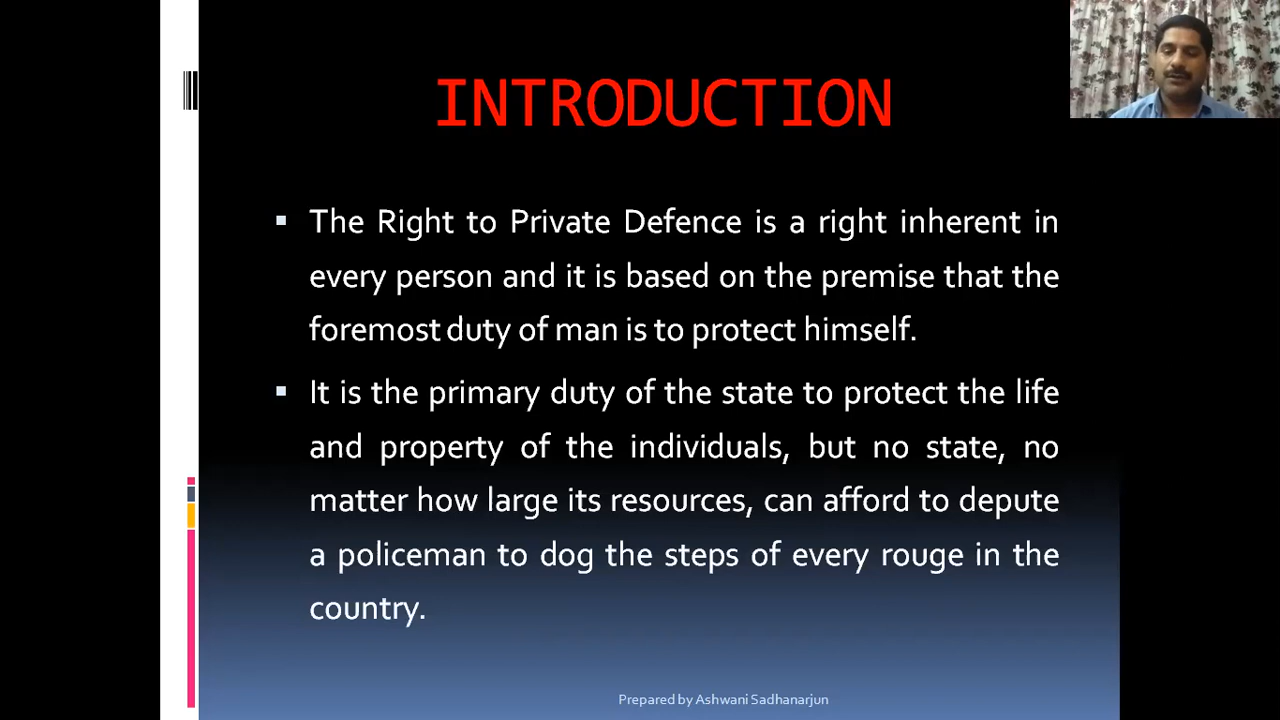 INTRODUCTION
The Right to Private Defence is a right inherent in
every person and it is based on the premise that the
foremost duty of man is to protect himself.
It is the primary duty of the state to protect the life
and property of the individuals, but no state, no
matter how large its resources, can afford to depute
a policeman to dog the steps of every rouge in the
country.
Prepared by Ashwani Sadhanarjun